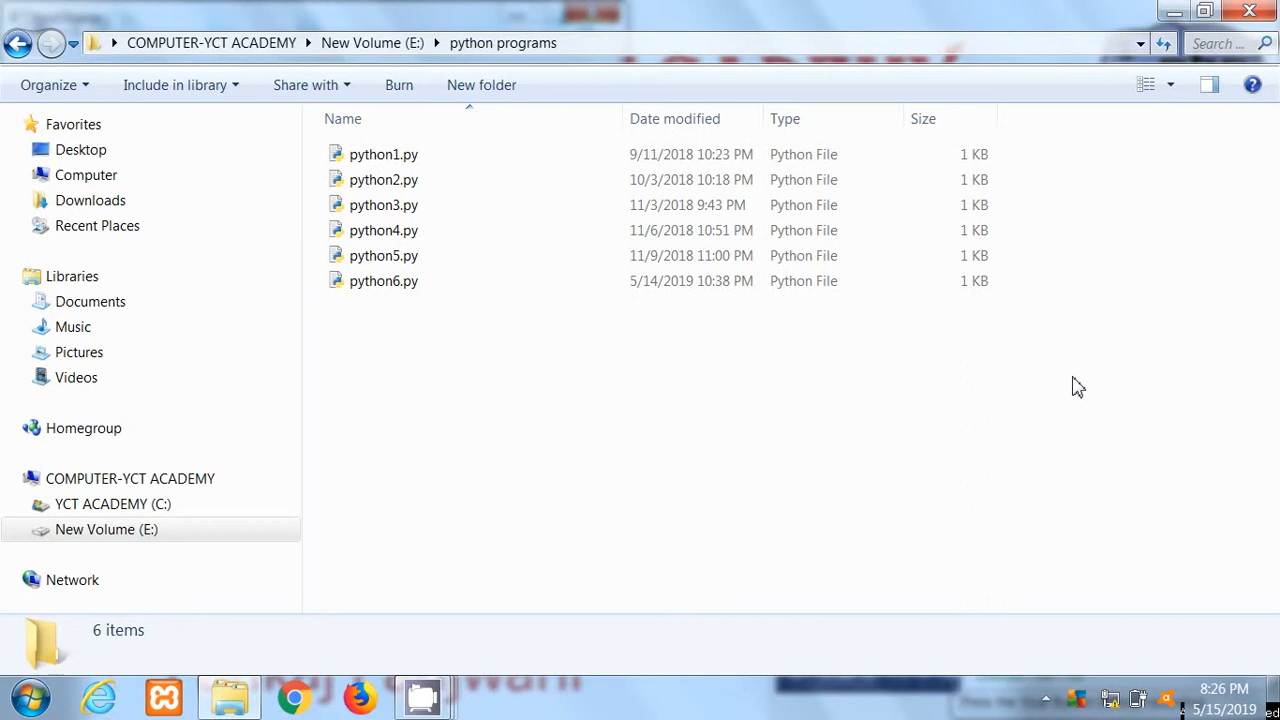 COMPUTER-YCT ACADEMY New Volume (E:) python programs Search ...
Organize Include in library Share with Burn New folder
Favorites
Desktop
Computer
Downloads
Recent Places
Libraries
Documents
Music
Pictures
Videos
Homegroup
COMPUTER-YCT ACADEMY
YCT ACADEMY (C:)
New Volume (E:)
Network
Name Date modified Type Size
python1.py 9/11/2018 10:23 PM Python File 1 KB
python2.py 10/3/2018 10:18 PM Python File 1 KB
python3.py 11/3/2018 9:43 PM Python File 1 KB
python4.py 11/6/2018 10:51 PM Python File 1 KB
python5.py 11/9/2018 11:00 PM Python File 1 KB
python6.py 5/14/2019 10:38 PM Python File 1 KB
6 items
8:26 PM
5/15/2019